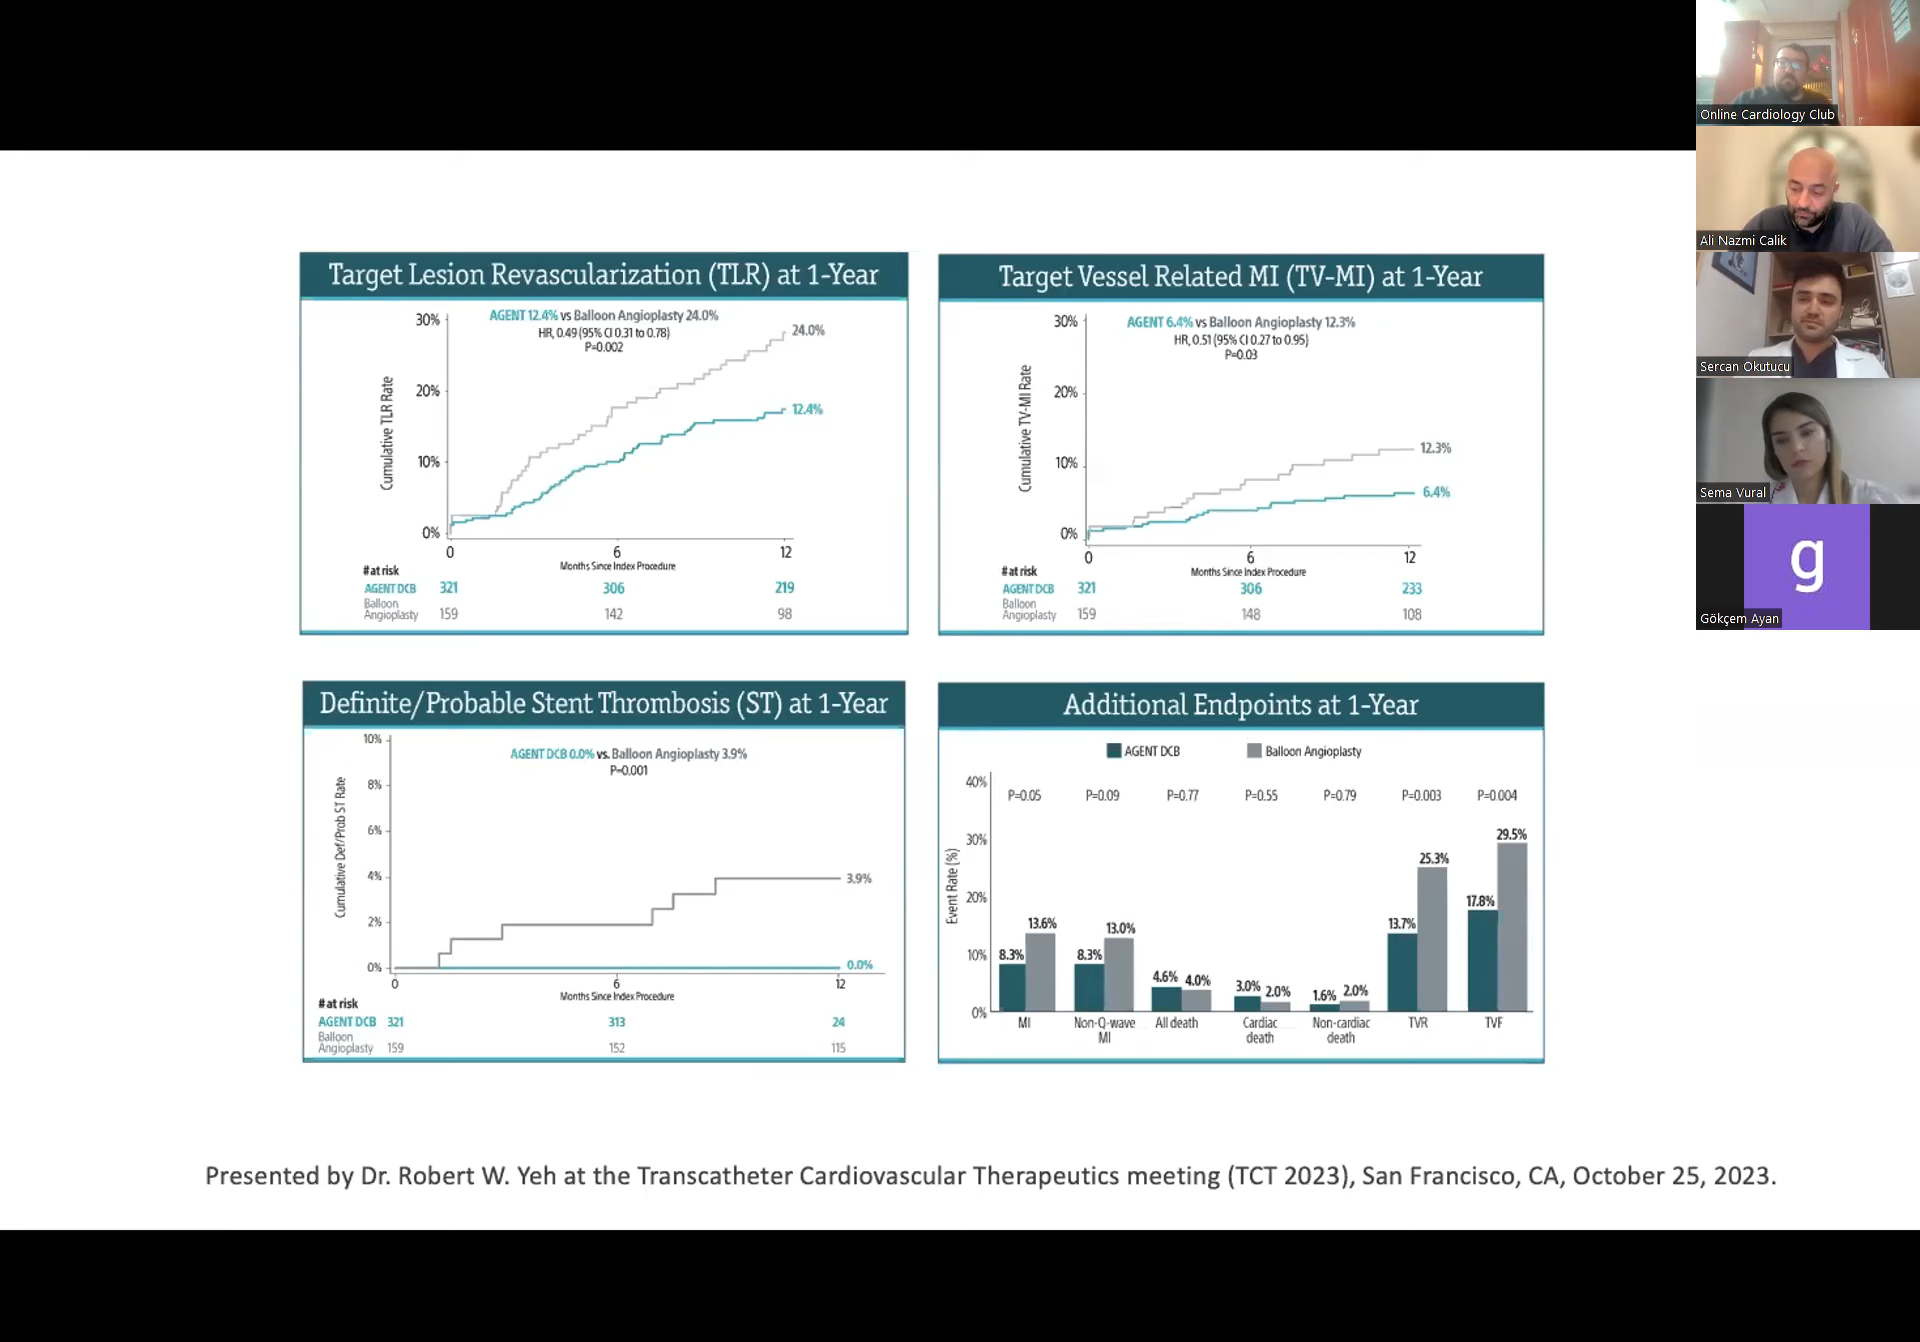 Target Lesion Revascularization (TLR) at 1-Year
AGENT 12.4% vs Balloon Angioplasty 24.0%
HR, 0.49 (95% CI 0.31 to 0.78)
P=0.002
Cumulative TLR Rate
30%
20%
10%
0%
24.0%
12.4%
0 6 12
Months Since Index Procedure
# at risk
AGENT DCB 321 306 219
Balloon
Angioplasty 159 142 98
Target Vessel Related MI (TV-MI) at 1-Year
AGENT 6.4% vs Balloon Angioplasty 12.3%
HR, 0.51 (95% CI 0.27 to 0.95)
P=0.03
Cumulative TV-MI Rate
30%
20%
10%
0%
12.3%
6.4%
0 6 12
Months Since Index Procedure
# at risk
AGENT DCB 321 306 233
Balloon
Angioplasty 159 148 108
Definite/Probable Stent Thrombosis (ST) at 1-Year
AGENT DCB 0.0% vs. Balloon Angioplasty 3.9%
P=0.001
Cumulative Def/Prob ST Rate
10%
8%
6%
4%
2%
0%
3.9%
0.0%
0 6 12
Months Since Index Procedure
# at risk
AGENT DCB 321 313 24
Balloon
Angioplasty 159 152 115
Additional Endpoints at 1-Year
AGENT DCB Balloon Angioplasty
Event Rate (%)
40%
30%
20%
10%
0%
P=0.05 P=0.09 P=0.77 P=0.55 P=0.79 P=0.003 P=0.004
8.3% 13.6% 8.3% 13.0% 4.6% 4.0% 3.0% 2.0% 1.6% 2.0% 13.7% 25.3% 17.8% 29.5%
MI
Non-Q-wave
MI
All death
Cardiac
death
Non-cardiac
death
TVR
TVF
Presented by Dr. Robert W. Yeh at the Transcatheter Cardiovascular Therapeutics meeting (TCT 2023), San Francisco, CA, October 25, 2023.
Online Cardiology Club
Ali Nazmi Calik
Sercan Okutucu
Sema Vural
g
Gökçem Ayan